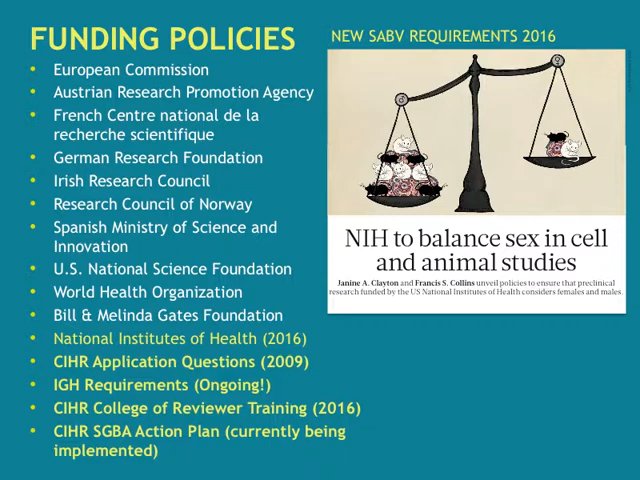 FUNDING POLICIES
NEW SABV REQUIREMENTS 2016
• European Commission
• Austrian Research Promotion Agency
• French Centre national de la
recherche scientifique
• German Research Foundation
• Irish Research Council
• Research Council of Norway
• Spanish Ministry of Science and
Innovation
• U.S. National Science Foundation
• World Health Organization
• Bill & Melinda Gates Foundation
• National Institutes of Health (2016)
• CIHR Application Questions (2009)
• IGH Requirements (Ongoing!)
• CIHR College of Reviewer Training (2016)
• CIHR SGBA Action Plan (currently being
implemented)
♂
♀
NIH to balance sex in cell
and animal studies
Janine A. Clayton and Francis S. Collins unveil policies to ensure that preclinical
research funded by the US National Institutes of Health considers females and males.